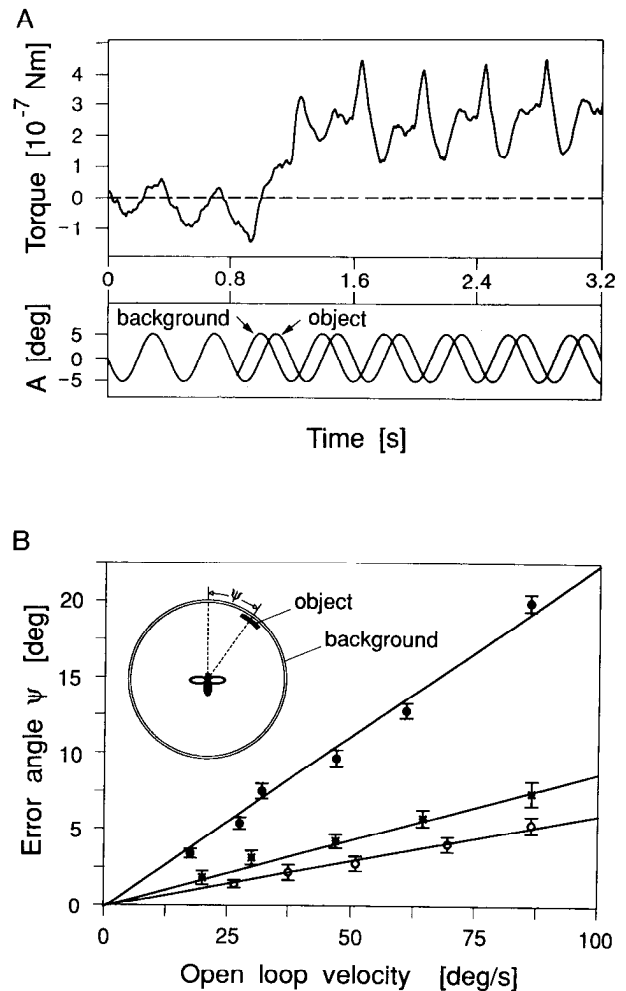 A
Torque [10⁻⁷ Nm]
4
3
2
1
0
-1
0 0.8 1.6 2.4 3.2
A [deg]
5
0
-5
background object
Time [s]
B
Error angle ψ [deg]
20
15
10
5
0
ψ
object
background
0 25 50 75 100
Open loop velocity [deg/s]